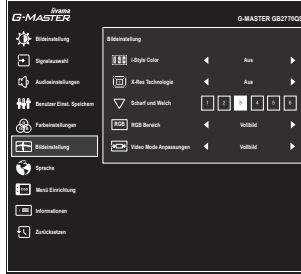 iiyama
G-MASTER
G-MASTER GB2770QS
Bildeinstellung
Signalauswahl
Audioeinstellungen
Benutzer Einst. Speichern
Farbeinstellungen
Bildeinstellung
Sprache
Menü Einrichtung
Informationen
Zurücksetzen
Bildeinstellung
i-Style Color
Aus
X-Res Technologie
Aus
Scharf und Weich
1 2 3 4 5 6
RGB RGB Bereich
Vollbild
Video Mode Anpassungen
Vollbild